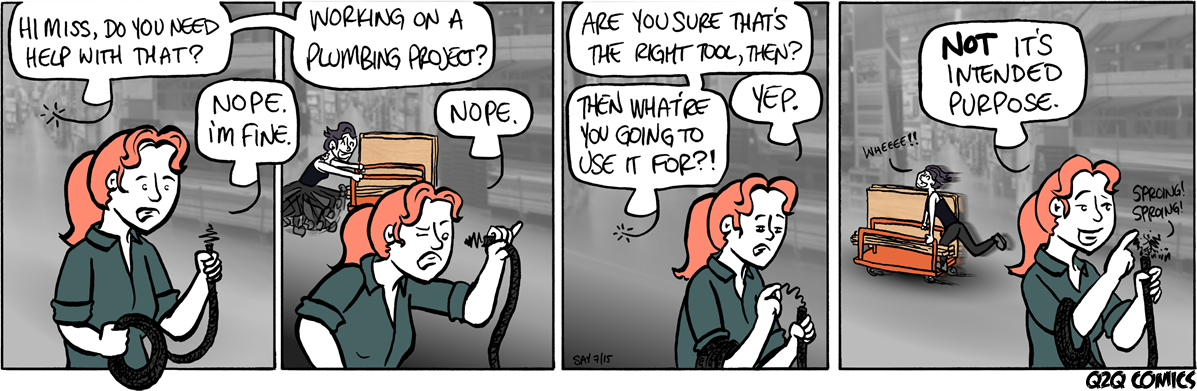 HI MISS, DO YOU NEED
HELP WITH THAT?
NOPE.
I'M FINE.
WORKING ON A
PLUMBING PROJECT?
NOPE.
ARE YOU SURE THAT'S
THE RIGHT TOOL, THEN?
YEP.
THEN WHAT'RE
YOU GOING TO
USE IT FOR?!
SAY 7/15
NOT IT'S
INTENDED
PURPOSE.
WHEEEE!!
SPROING!
SPROING!
Q2Q COMICS